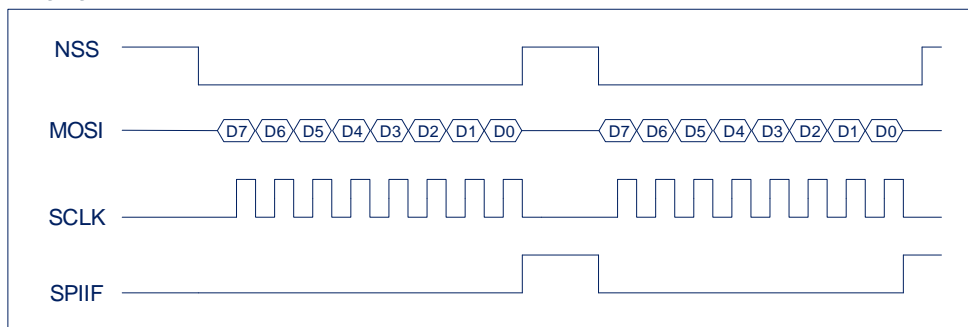 NSS
MOSI D7 D6 D5 D4 D3 D2 D1 D0 D7 D6 D5 D4 D3 D2 D1 D0
SCLK
SPIIF